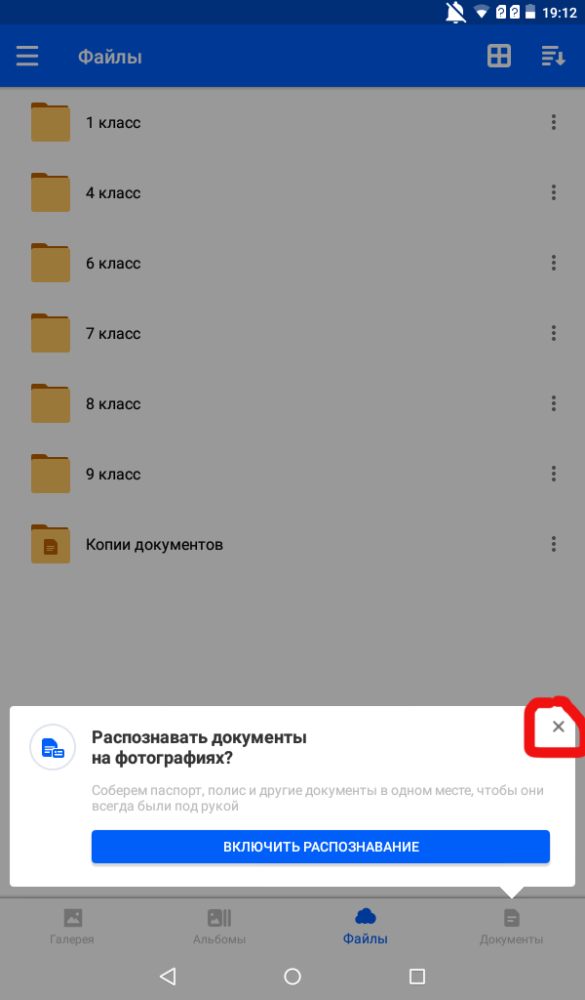 19:12
Файлы
1 класс
4 класс
6 класс
7 класс
8 класс
9 класс
Копии документов
Распознавать документы
на фотографиях?
Соберем паспорт, полис и другие документы в одном месте, чтобы они
всегда были под рукой
ВКЛЮЧИТЬ РАСПОЗНАВАНИЕ
Галерея
Альбомы
Файлы
Документы